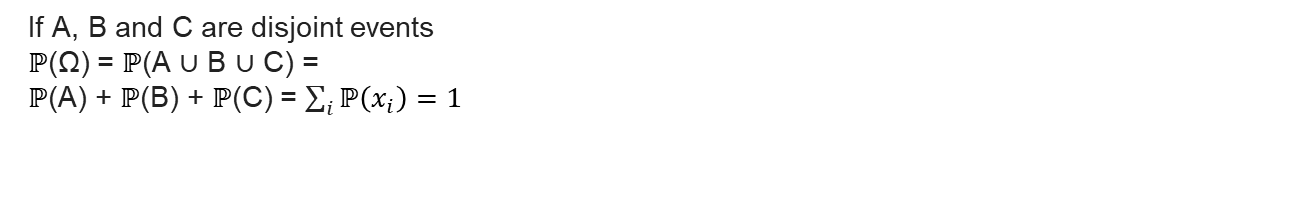 If A, B and C are disjoint events
ℙ(Ω) = ℙ(A ∪ B ∪ C) =
ℙ(A) + ℙ(B) + ℙ(C) = ∑ᵢ ℙ(𝑥ᵢ) = 1